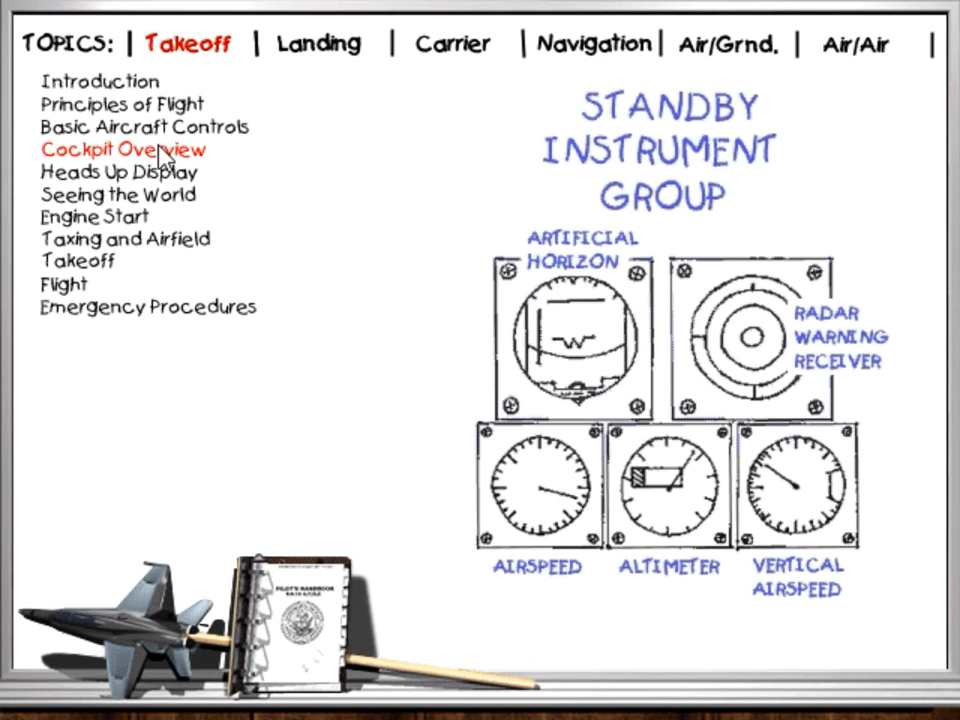 TOPICS: | Takeoff | Landing | Carrier | Navigation | Air/Grnd. | Air/Air |
Introduction
Principles of Flight
Basic Aircraft Controls
Cockpit Overview
Heads Up Display
Seeing the World
Engine Start
Taxing and Airfield
Takeoff
Flight
Emergency Procedures
STANDBY
INSTRUMENT
GROUP
ARTIFICIAL
HORIZON
RADAR
WARNING
RECEIVER
AIRSPEED
ALTIMETER
VERTICAL
AIRSPEED
PILOT'S HANDBOOK